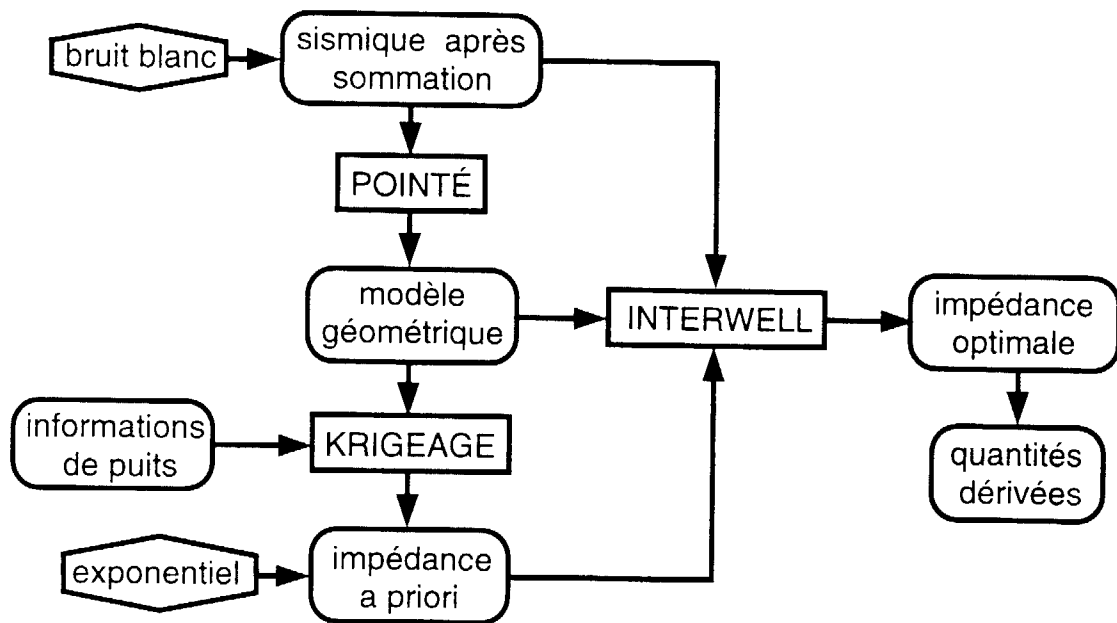 bruit blanc
sismique après
sommation
POINTÉ
modèle
géométrique
INTERWELL
impédance
optimale
informations
de puits
KRIGEAGE
quantités
dérivées
exponentiel
impédance
a priori